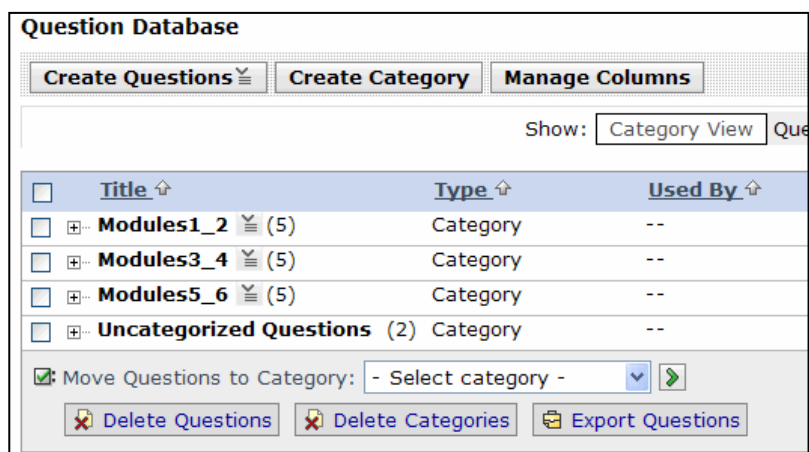 Question Database
Create Questions Create Category Manage Columns
Show: Category View Que
Title Type Used By
Modules1_2 (5) Category --
Modules3_4 (5) Category --
Modules5_6 (5) Category --
Uncategorized Questions (2) Category --
Move Questions to Category: - Select category -
Delete Questions Delete Categories Export Questions